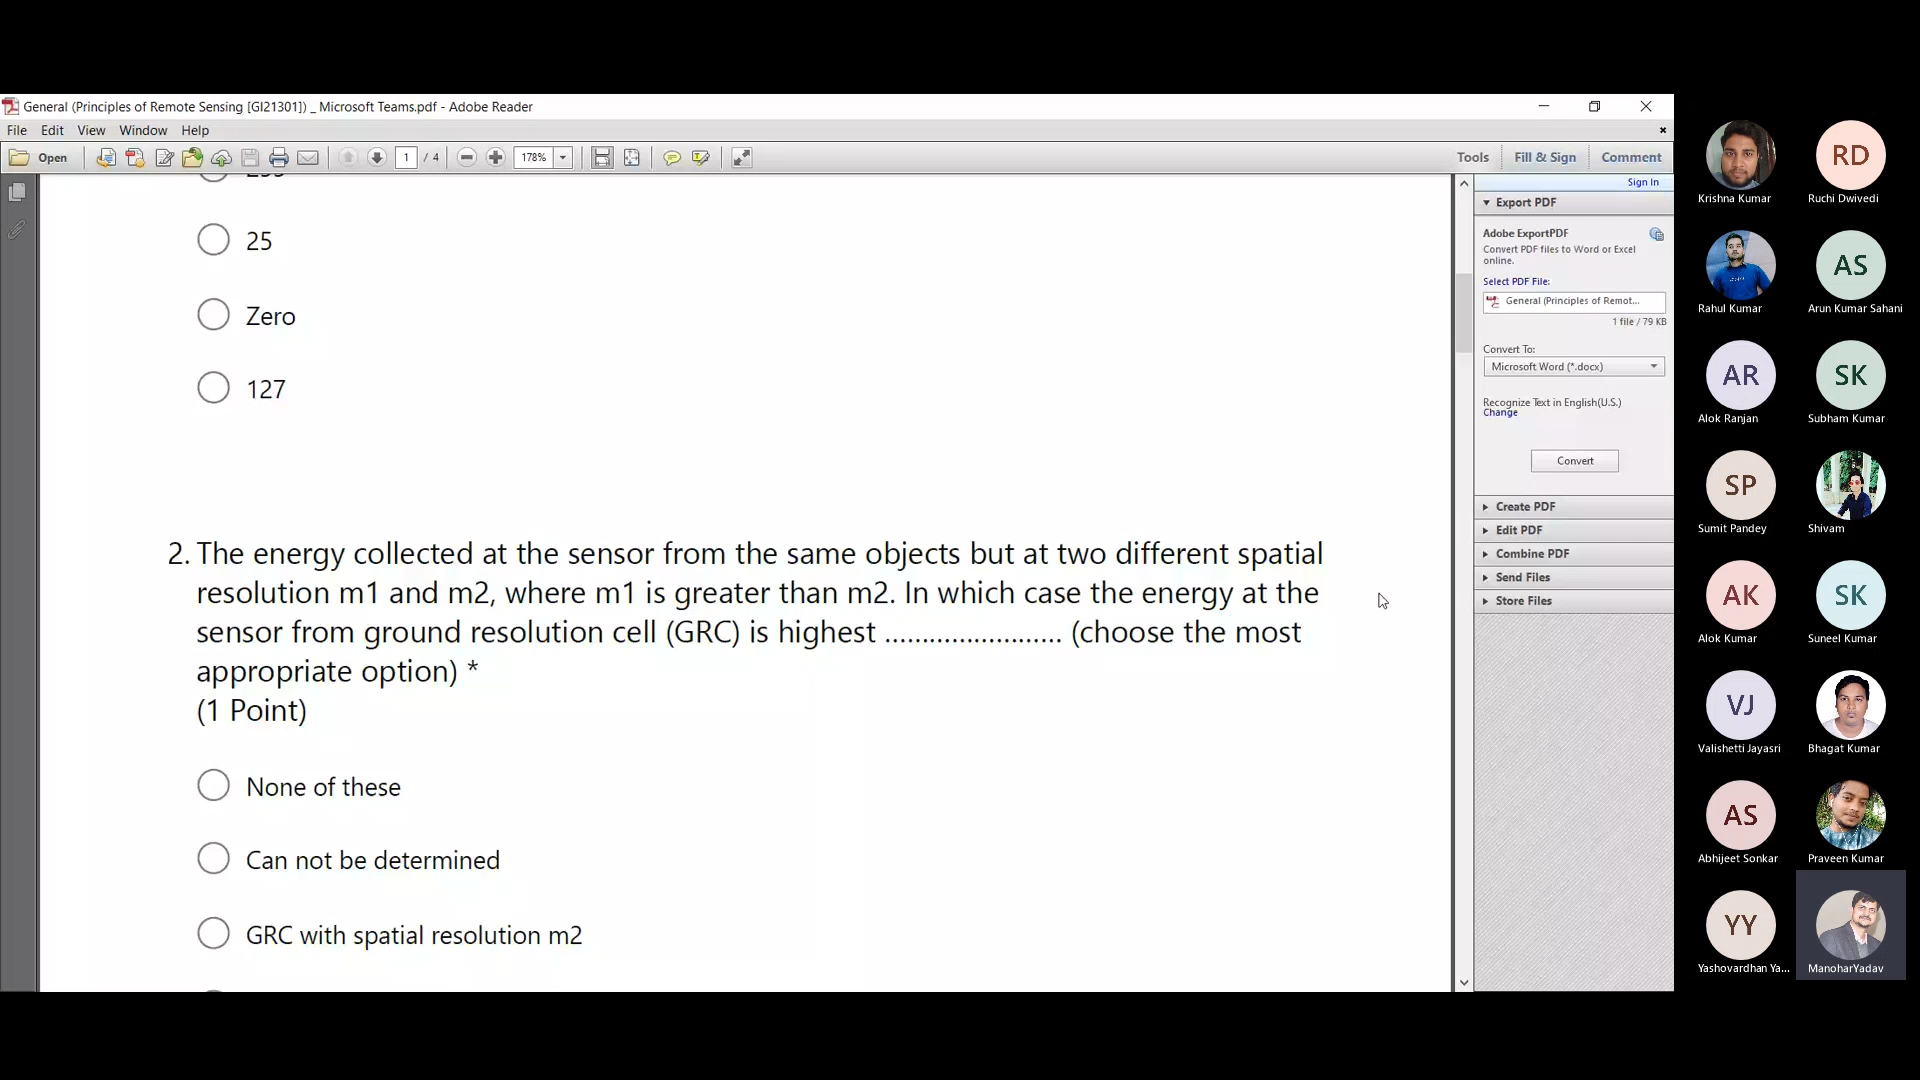 General (Principles of Remote Sensing [GI21301]) _ Microsoft Teams.pdf - Adobe Reader
File Edit View Window Help
Open 1 / 4 178% Tools Fill & Sign Comment
25
Zero
127
2. The energy collected at the sensor from the same objects but at two different spatial
resolution m1 and m2, where m1 is greater than m2. In which case the energy at the
sensor from ground resolution cell (GRC) is highest ........................ (choose the most
appropriate option) *
(1 Point)
None of these
Can not be determined
GRC with spatial resolution m2
Sign In
Export PDF
Adobe ExportPDF
Convert PDF files to Word or Excel
online.
Select PDF File:
General (Principles of Remot...
1 file / 79 KB
Convert To:
Microsoft Word (*.docx)
Recognize Text in English(U.S.)
Change
Convert
Create PDF
Edit PDF
Combine PDF
Send Files
Store Files
RD
Krishna Kumar Ruchi Dwivedi
AS
Rahul Kumar Arun Kumar Sahani
AR SK
Alok Ranjan Subham Kumar
SP
Sumit Pandey Shivam
AK SK
Alok Kumar Suneel Kumar
VJ
Valishetti Jayasri Bhagat Kumar
AS
Abhijeet Sonkar Praveen Kumar
YY
Yashovardhan Ya... ManoharYadav